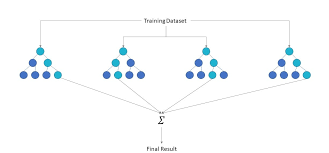 Training Dataset
Σ
Final Result